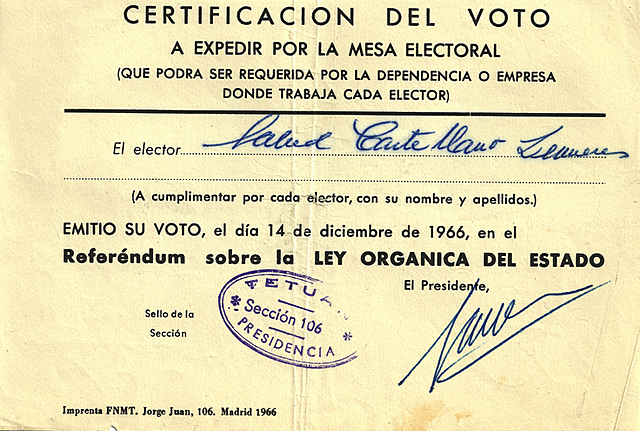 CERTIFICACION DEL VOTO
A EXPEDIR POR LA MESA ELECTORAL
(QUE PODRA SER REQUERIDA POR LA DEPENDENCIA O EMPRESA
DONDE TRABAJA CADA ELECTOR)
El elector Salud Castellano
(A cumplimentar por cada elector, con su nombre y apellidos.)
EMITIO SU VOTO, el día 14 de diciembre de 1966, en el
Referéndum sobre la LEY ORGANICA DEL ESTADO
El Presidente,
Sello de la
Sección
TETUAN
Sección 106
PRESIDENCIA
Imprenta FNMT. Jorge Juan, 106. Madrid 1966